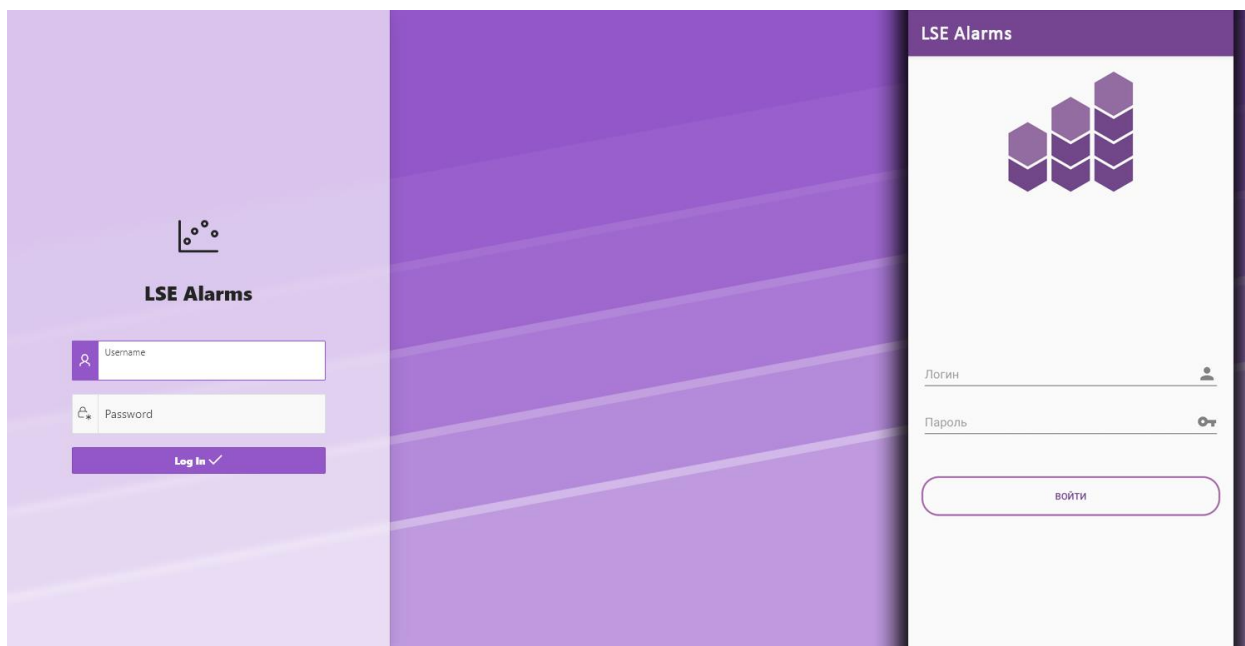 LSE Alarms
Username
Password
Log In
LSE Alarms
Логин
Пароль
ВОЙТИ